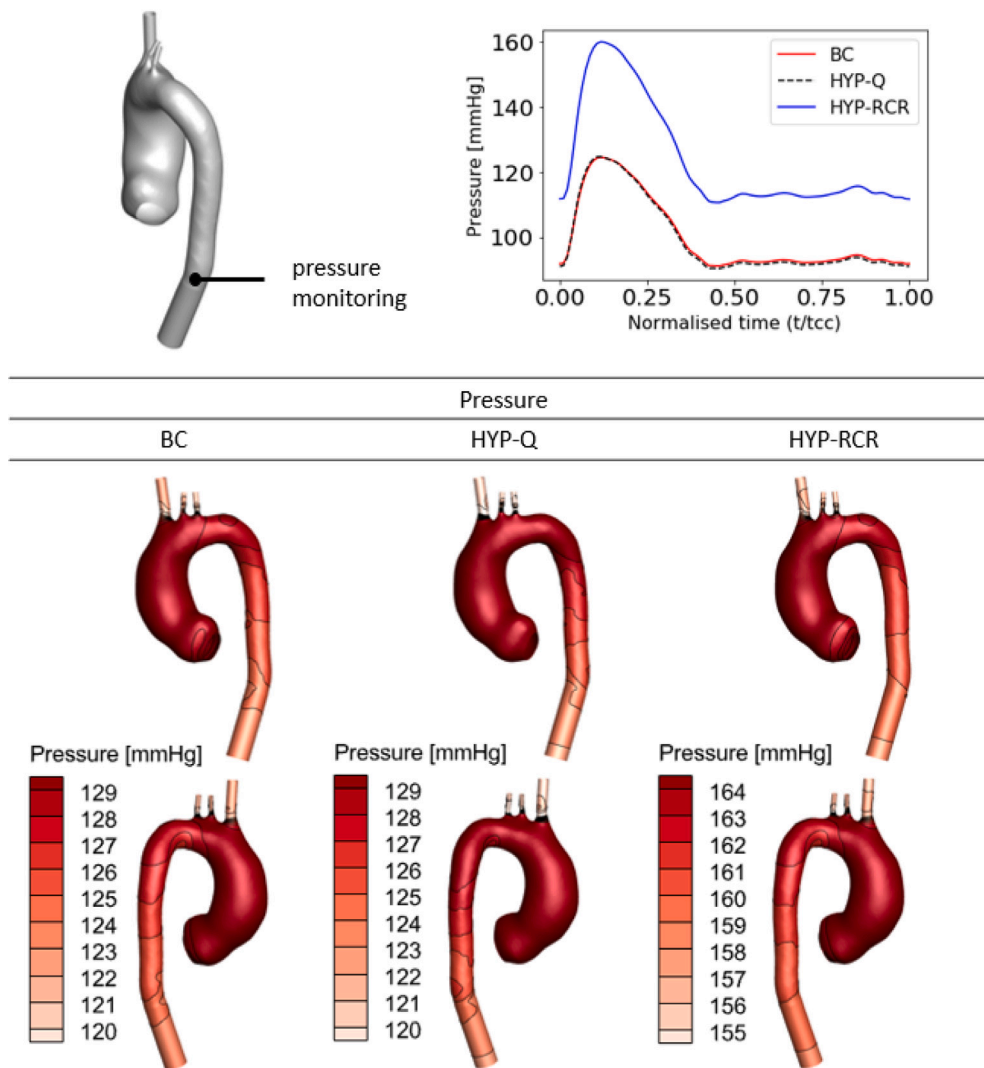 pressure
monitoring
160
140
120
100
Pressure [mmHg]
BC
HYP-Q
HYP-RCR
0.00 0.25 0.50 0.75 1.00
Normalised time (t/tcc)
Pressure
BC HYP-Q HYP-RCR
Pressure [mmHg] Pressure [mmHg] Pressure [mmHg]
129 129 164
128 128 163
127 127 162
126 126 161
125 125 160
124 124 159
123 123 158
122 122 157
121 121 156
120 120 155